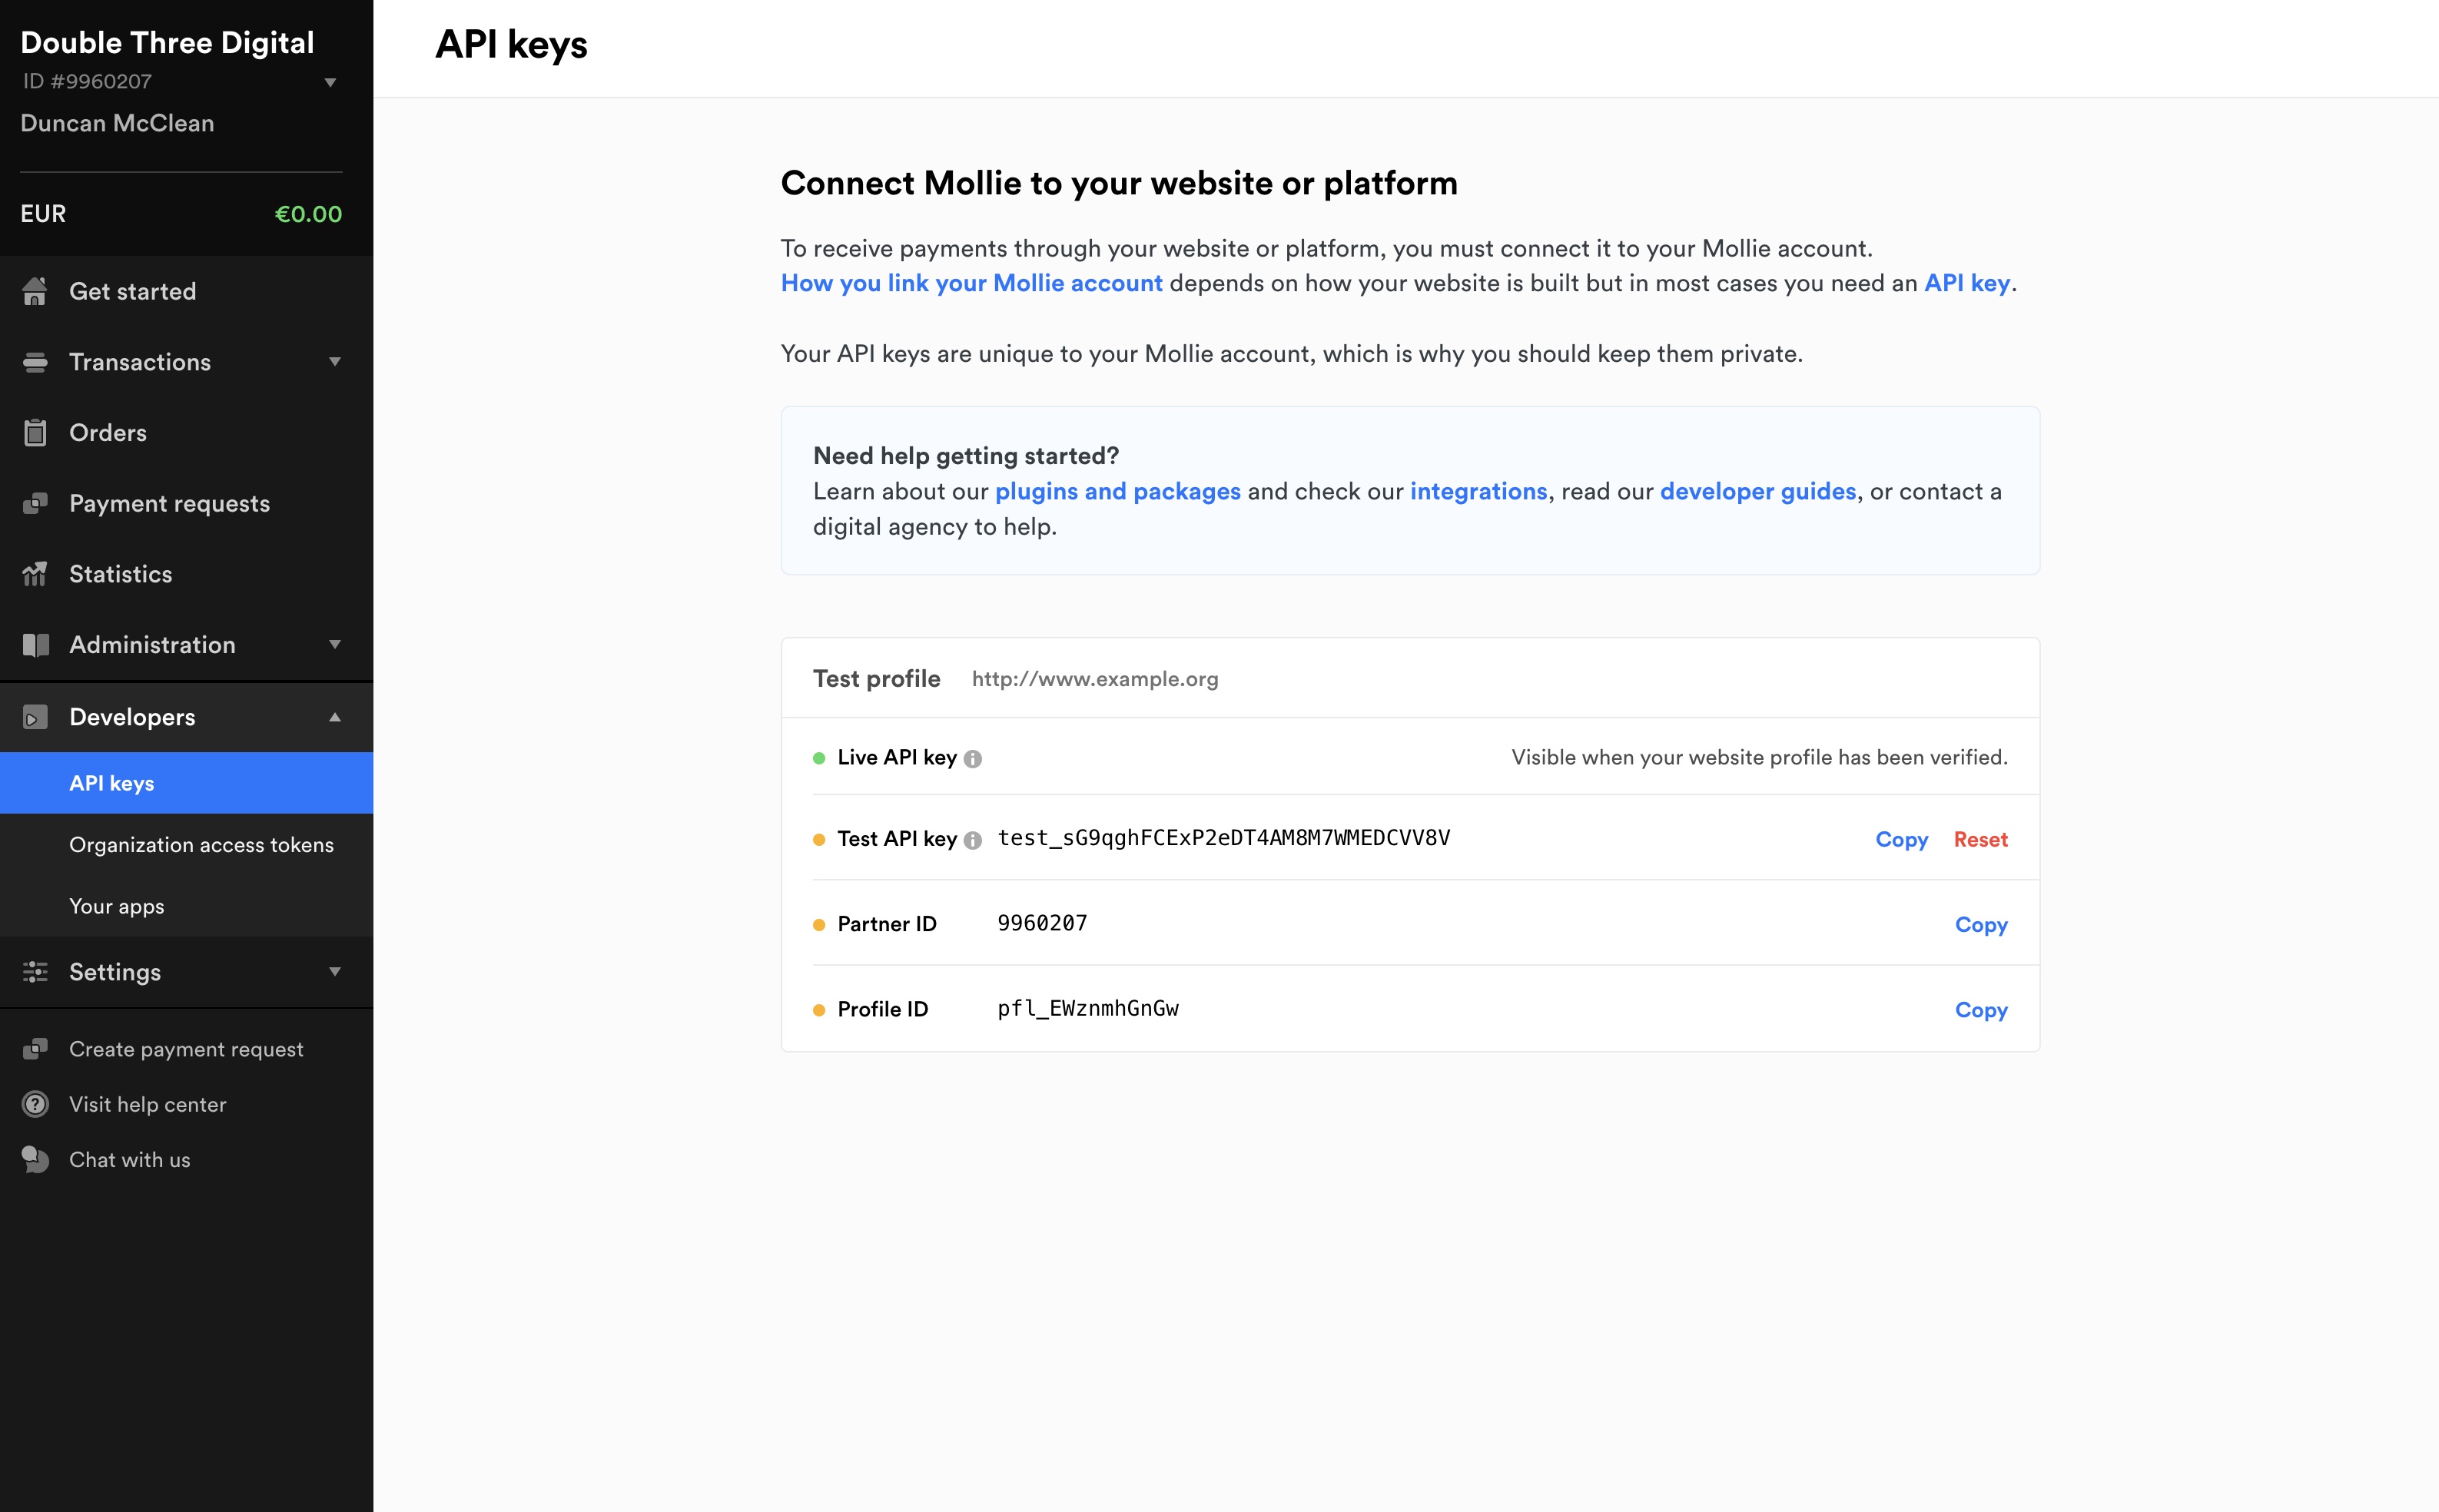 Double Three Digital
ID #9960207
Duncan McClean
EUR €0.00
Get started
Transactions
Orders
Payment requests
Statistics
Administration
Developers
API keys
Organization access tokens
Your apps
Settings
Create payment request
Visit help center
Chat with us
API keys
Connect Mollie to your website or platform
To receive payments through your website or platform, you must connect it to your Mollie account.
How you link your Mollie account depends on how your website is built but in most cases you need an API key.
Your API keys are unique to your Mollie account, which is why you should keep them private.
Need help getting started?
Learn about our plugins and packages and check our integrations, read our developer guides, or contact a
digital agency to help.
Test profile http://www.example.org
Live API key Visible when your website profile has been verified.
Test API key test_sG9qghFCExP2eDT4AM8M7WMEDCVV8V Copy Reset
Partner ID 9960207 Copy
Profile ID pfl_EWznmhGnGw Copy